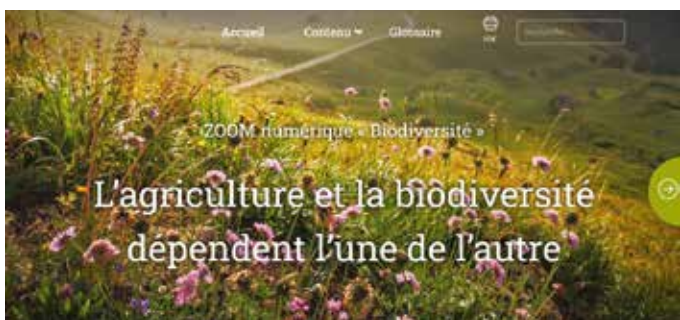 Accueil Contenu Glossaire
ZOOM numérique « Biodiversité »
L'agriculture et la biodiversité
dépendent l'une de l'autre